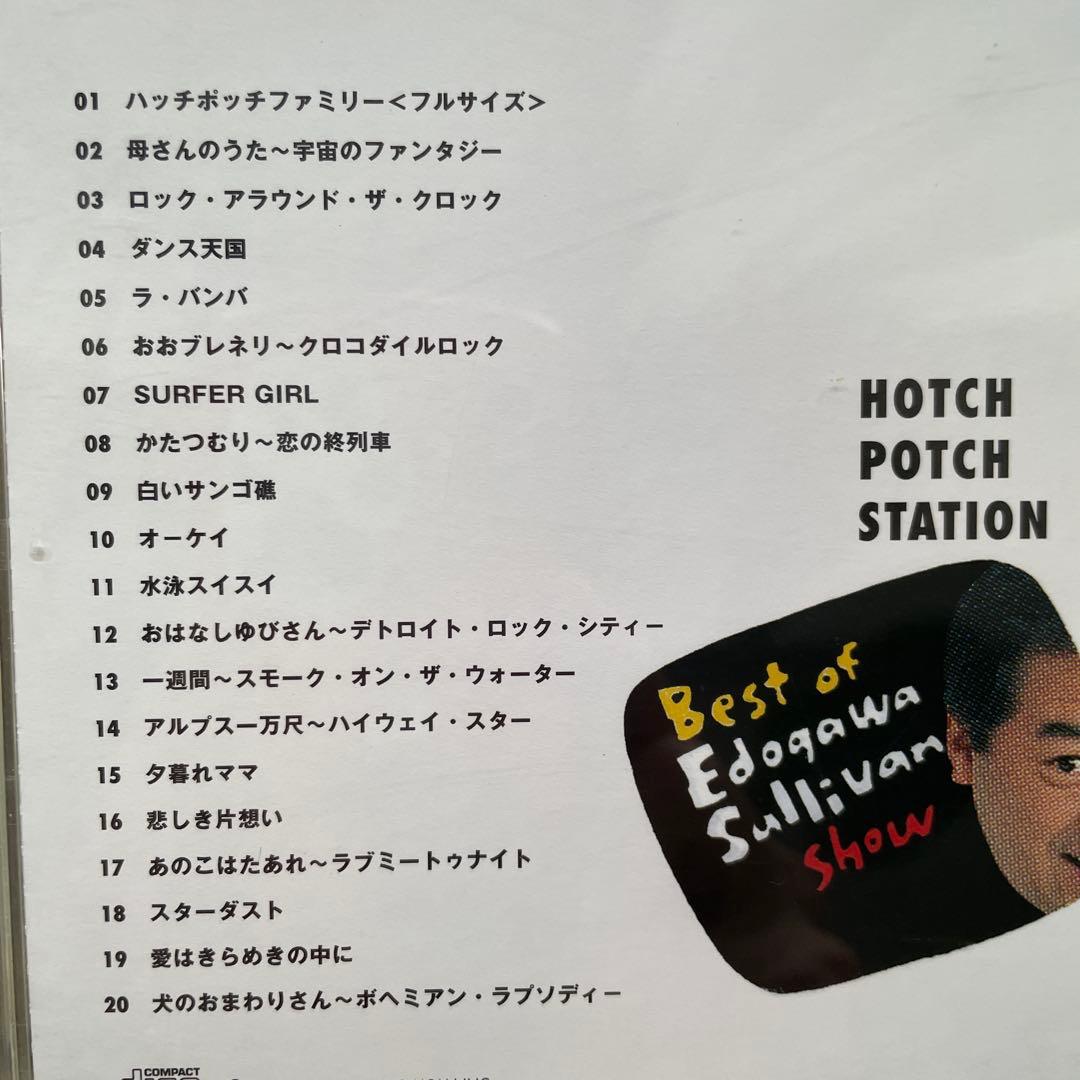 01 ハッチポッチファミリー<フルサイズ>
02 母さんのうた～宇宙のファンタジー
03 ロック・アラウンド・ザ・クロック
04 ダンス天国
05 ラ・バンバ
06 おおブレネリ～クロコダイルロック
07 SURFER GIRL
08 かたつむり～恋の終列車
09 白いサンゴ礁
10 オーケイ
11 水泳スイスイ
12 おはなしゆびさん～デトロイト・ロック・シティー
13 一週間～スモーク・オン・ザ・ウォーター
14 アルプス一万尺～ハイウェイ・スター
15 夕暮れママ
16 悲しき片想い
17 あのこはたあれ～ラブミートゥナイト
18 スターダスト
19 愛はきらめきの中に
20 犬のおまわりさん～ボヘミアン・ラプソディー
HOTCH
POTCH
STATION
Best of
Edogawa
Sullivan
Show
COMPACT